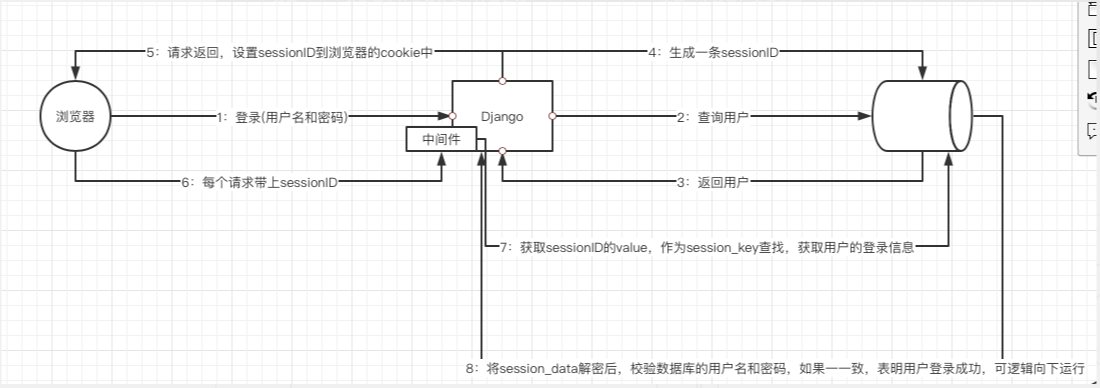 5：请求返回，设置sessionID到浏览器的cookie中
4：生成一条sessionID
浏览器
1：登录(用户名和密码)
Django
2：查询用户
中间件
6：每个请求带上sessionID
3：返回用户
7：获取sessionID的value，作为session_key查找，获取用户的登录信息
8：将session_data解密后，校验数据库的用户名和密码，如果一一致，表明用户登录成功，可逻辑向下运行